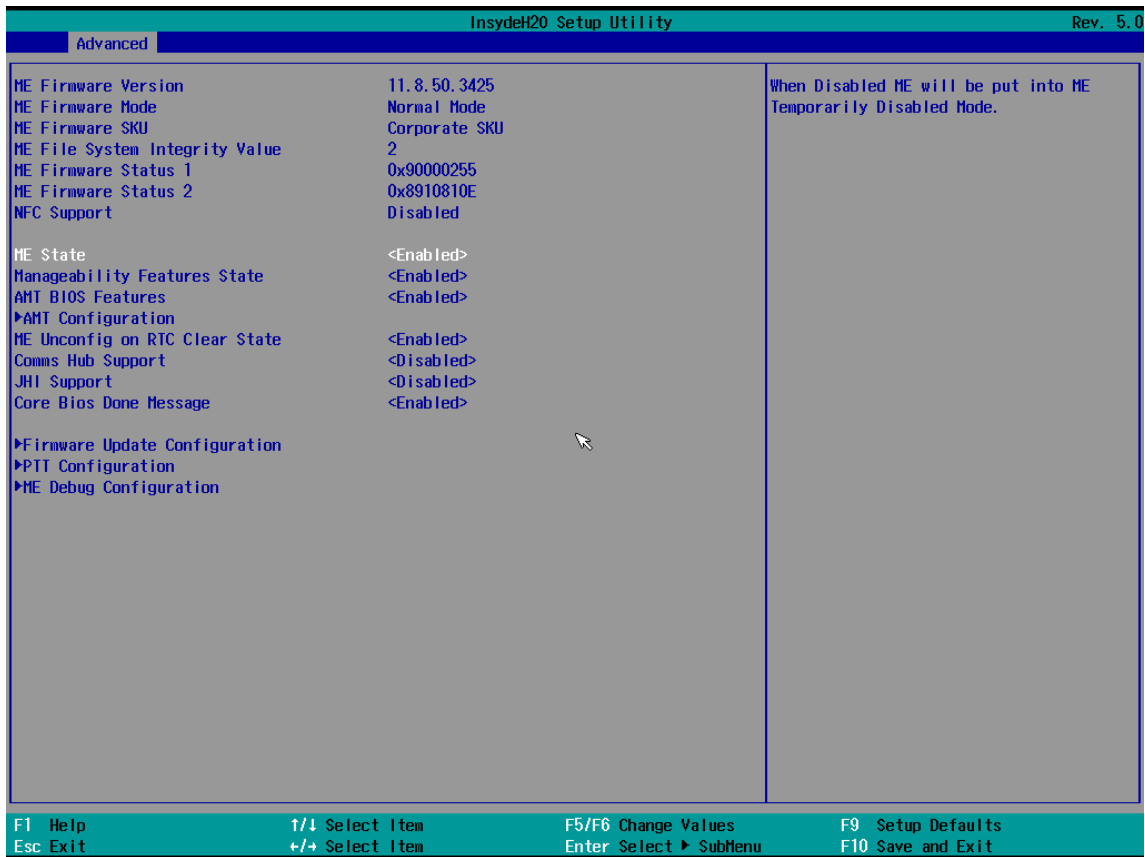 InsydeH20 Setup Utility Rev. 5.0
Advanced
ME Firmware Version 11.8.50.3425
ME Firmware Mode Normal Mode
ME Firmware SKU Corporate SKU
ME File System Integrity Value 2
ME Firmware Status 1 0x90000255
ME Firmware Status 2 0x8910810E
NFC Support Disabled
ME State <Enabled>
Manageability Features State <Enabled>
AMT BIOS Features <Enabled>
▶AMT Configuration
ME Unconfig on RTC Clear State <Enabled>
Comms Hub Support <Disabled>
JHI Support <Disabled>
Core Bios Done Message <Enabled>
▶Firmware Update Configuration
▶PTT Configuration
▶ME Debug Configuration
When Disabled ME will be put into ME
Temporarily Disabled Mode.
F1 Help ↑/↓ Select Item F5/F6 Change Values F9 Setup Defaults
Esc Exit ←/→ Select Item Enter Select ▶ SubMenu F10 Save and Exit